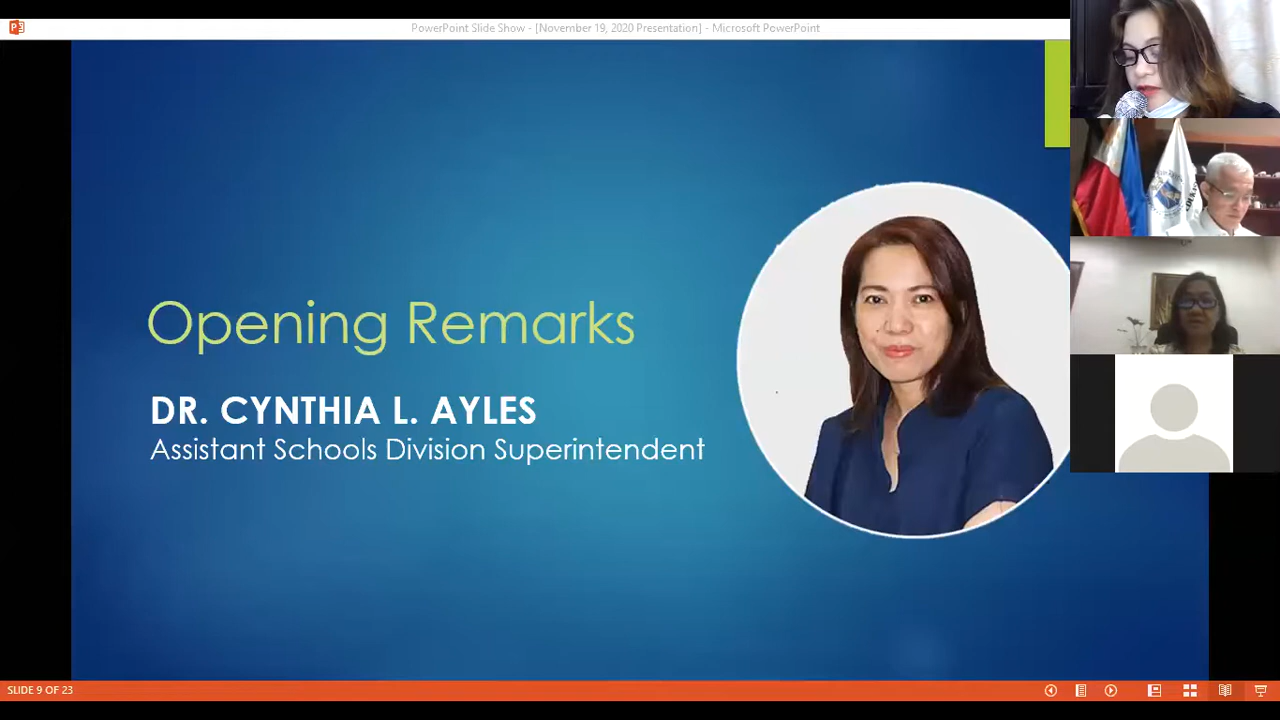 PowerPoint Slide Show - [November 19, 2020 Presentation] - Microsoft PowerPoint
Opening Remarks
DR. CYNTHIA L. AYLES
Assistant Schools Division Superintendent
SLIDE 9 OF 23